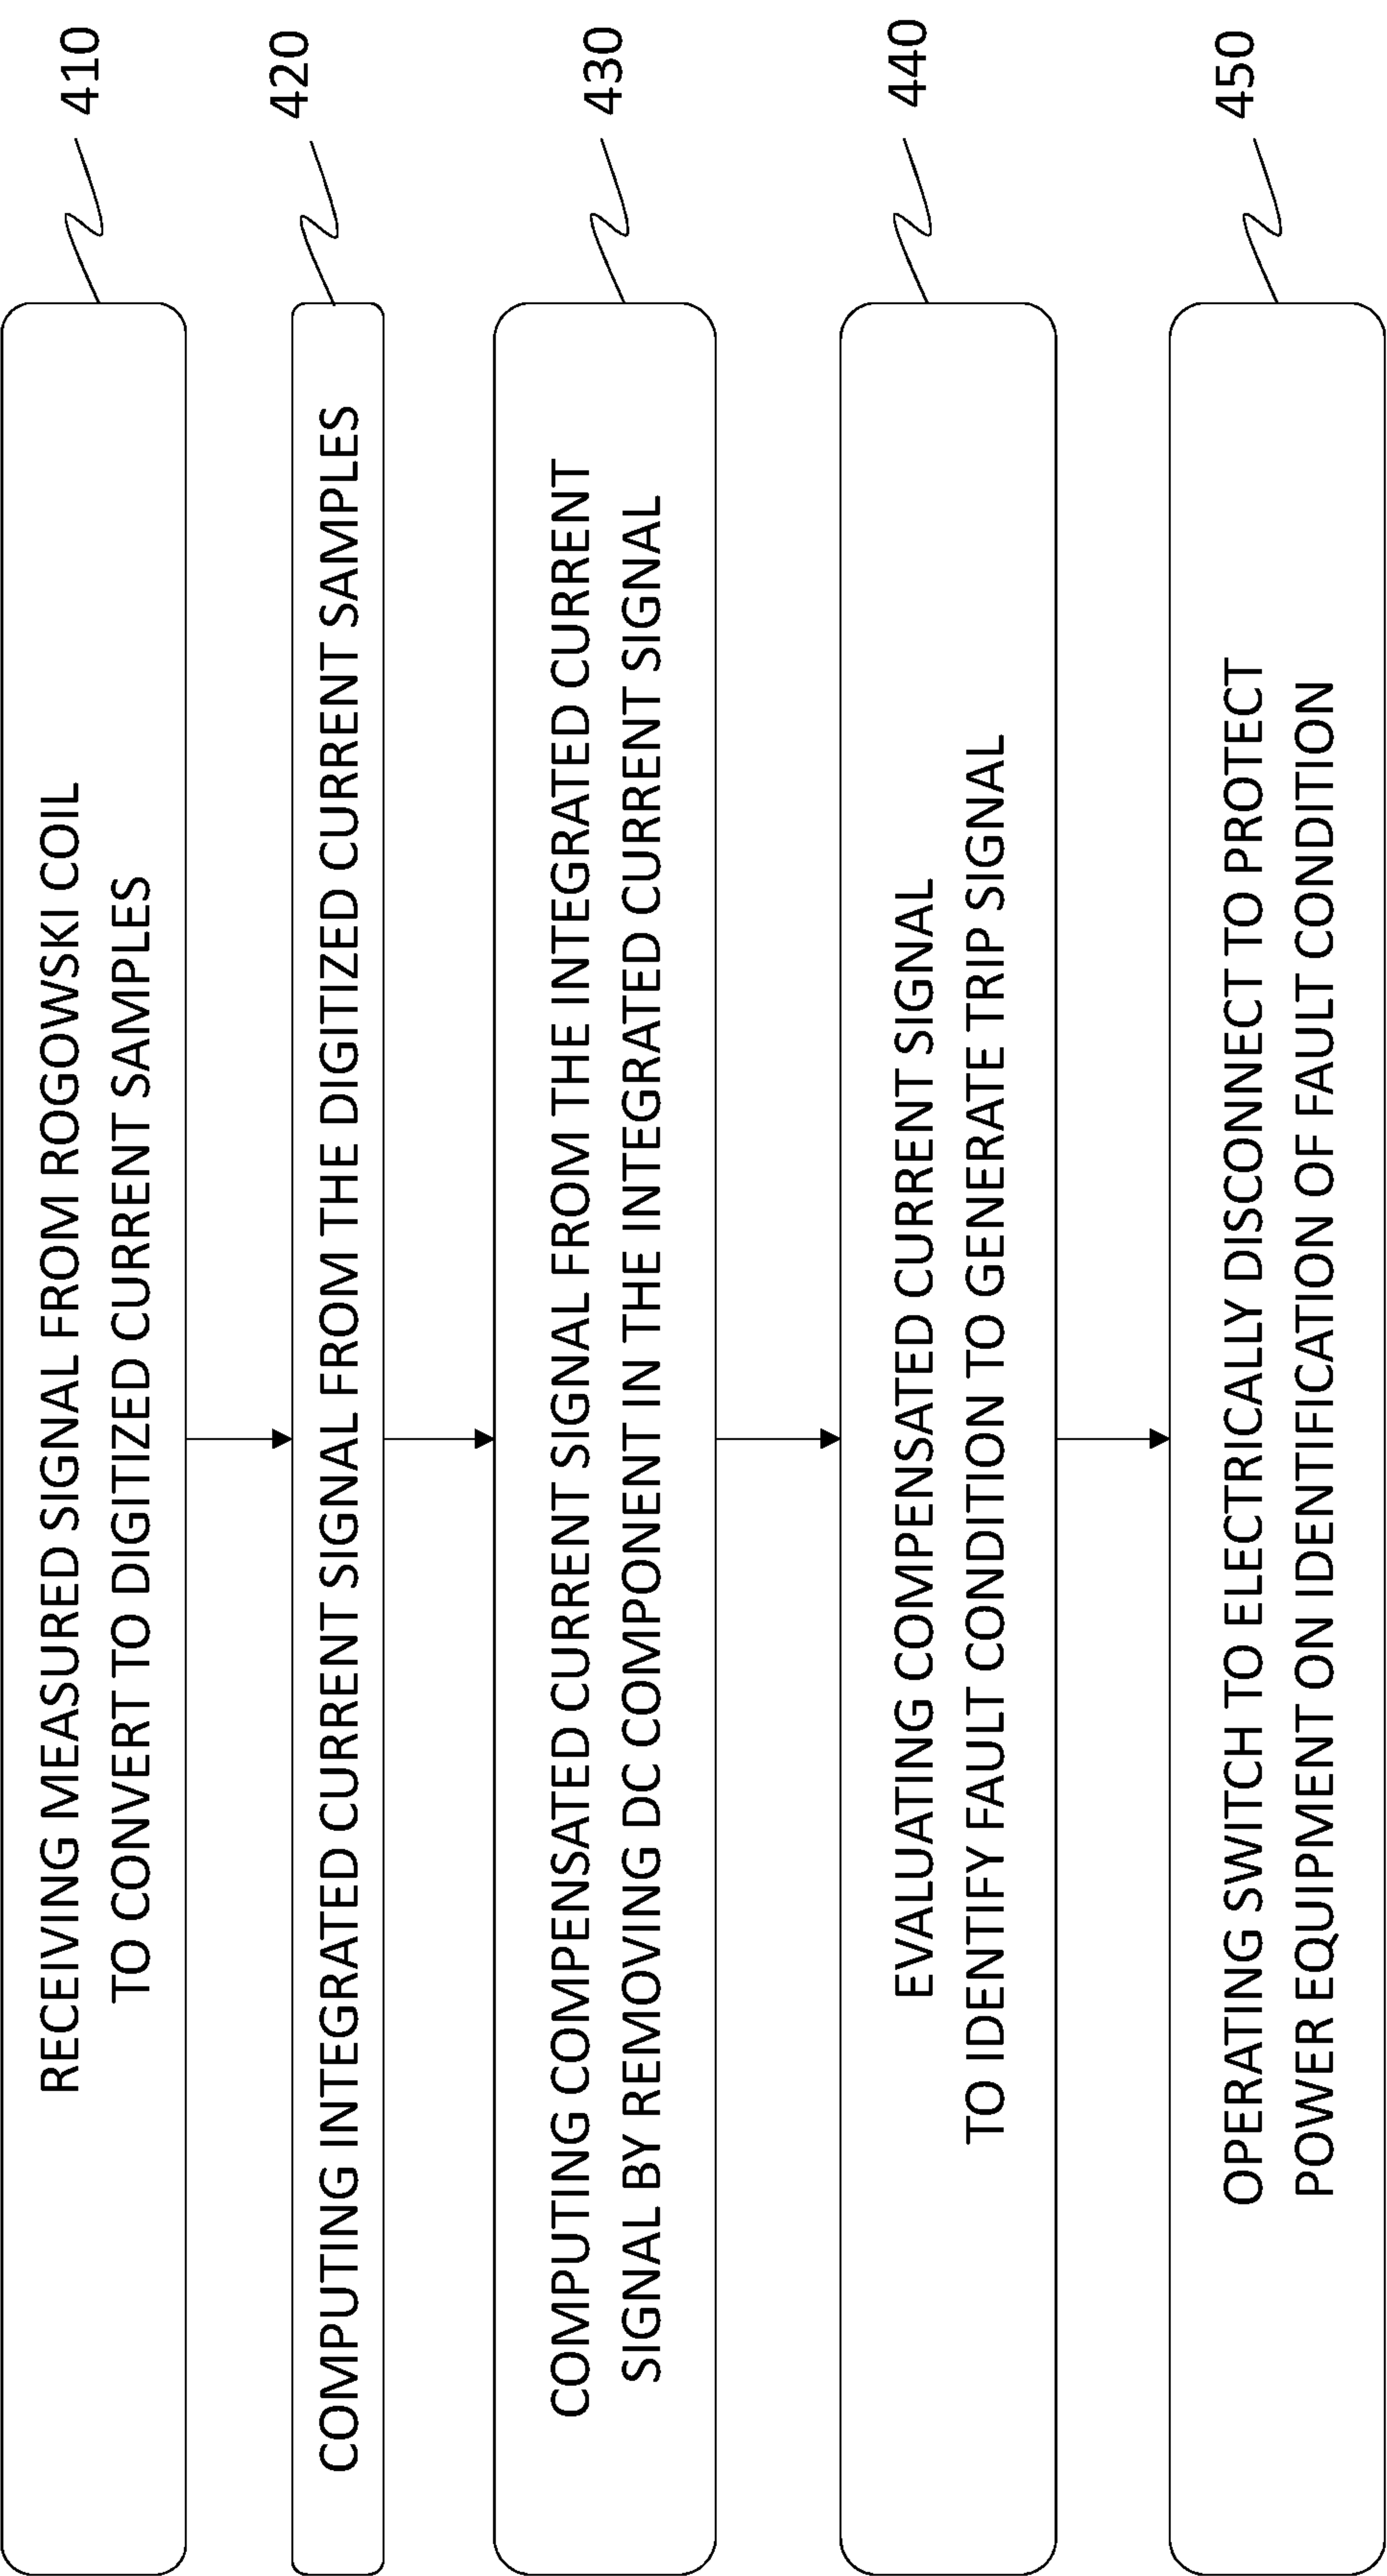 RECEIVING MEASURED SIGNAL FROM ROGOWSKI COIL
TO CONVERT TO DIGITIZED CURRENT SAMPLES
410
COMPUTING INTEGRATED CURRENT SIGNAL FROM THE DIGITIZED CURRENT SAMPLES
420
COMPUTING COMPENSATED CURRENT SIGNAL FROM THE INTEGRATED CURRENT
SIGNAL BY REMOVING DC COMPONENT IN THE INTEGRATED CURRENT SIGNAL
430
EVALUATING COMPENSATED CURRENT SIGNAL
TO IDENTIFY FAULT CONDITION TO GENERATE TRIP SIGNAL
440
OPERATING SWITCH TO ELECTRICALLY DISCONNECT TO PROTECT
POWER EQUIPMENT ON IDENTIFICATION OF FAULT CONDITION
450